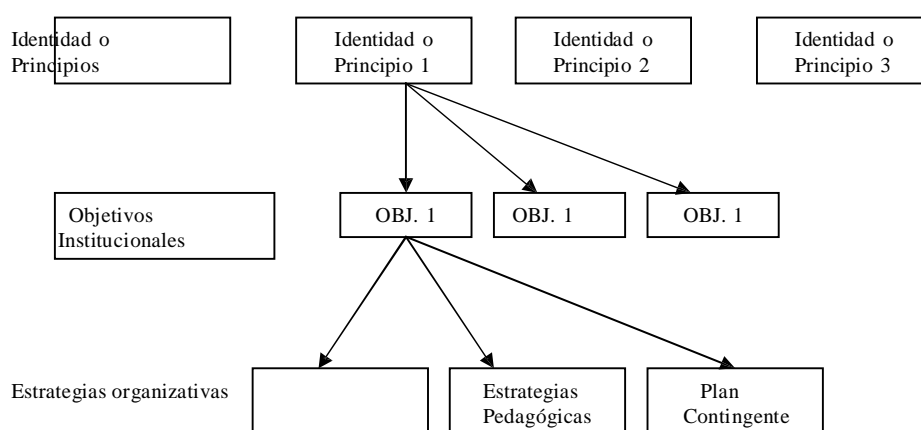 Identidad o
Principios
Identidad o
Principio 1
Identidad o
Principio 2
Identidad o
Principio 3
Objetivos
Institucionales
OBJ. 1
OBJ. 1
OBJ. 1
Estrategias organizativas
Estrategias
Pedagógicas
Plan
Contingente